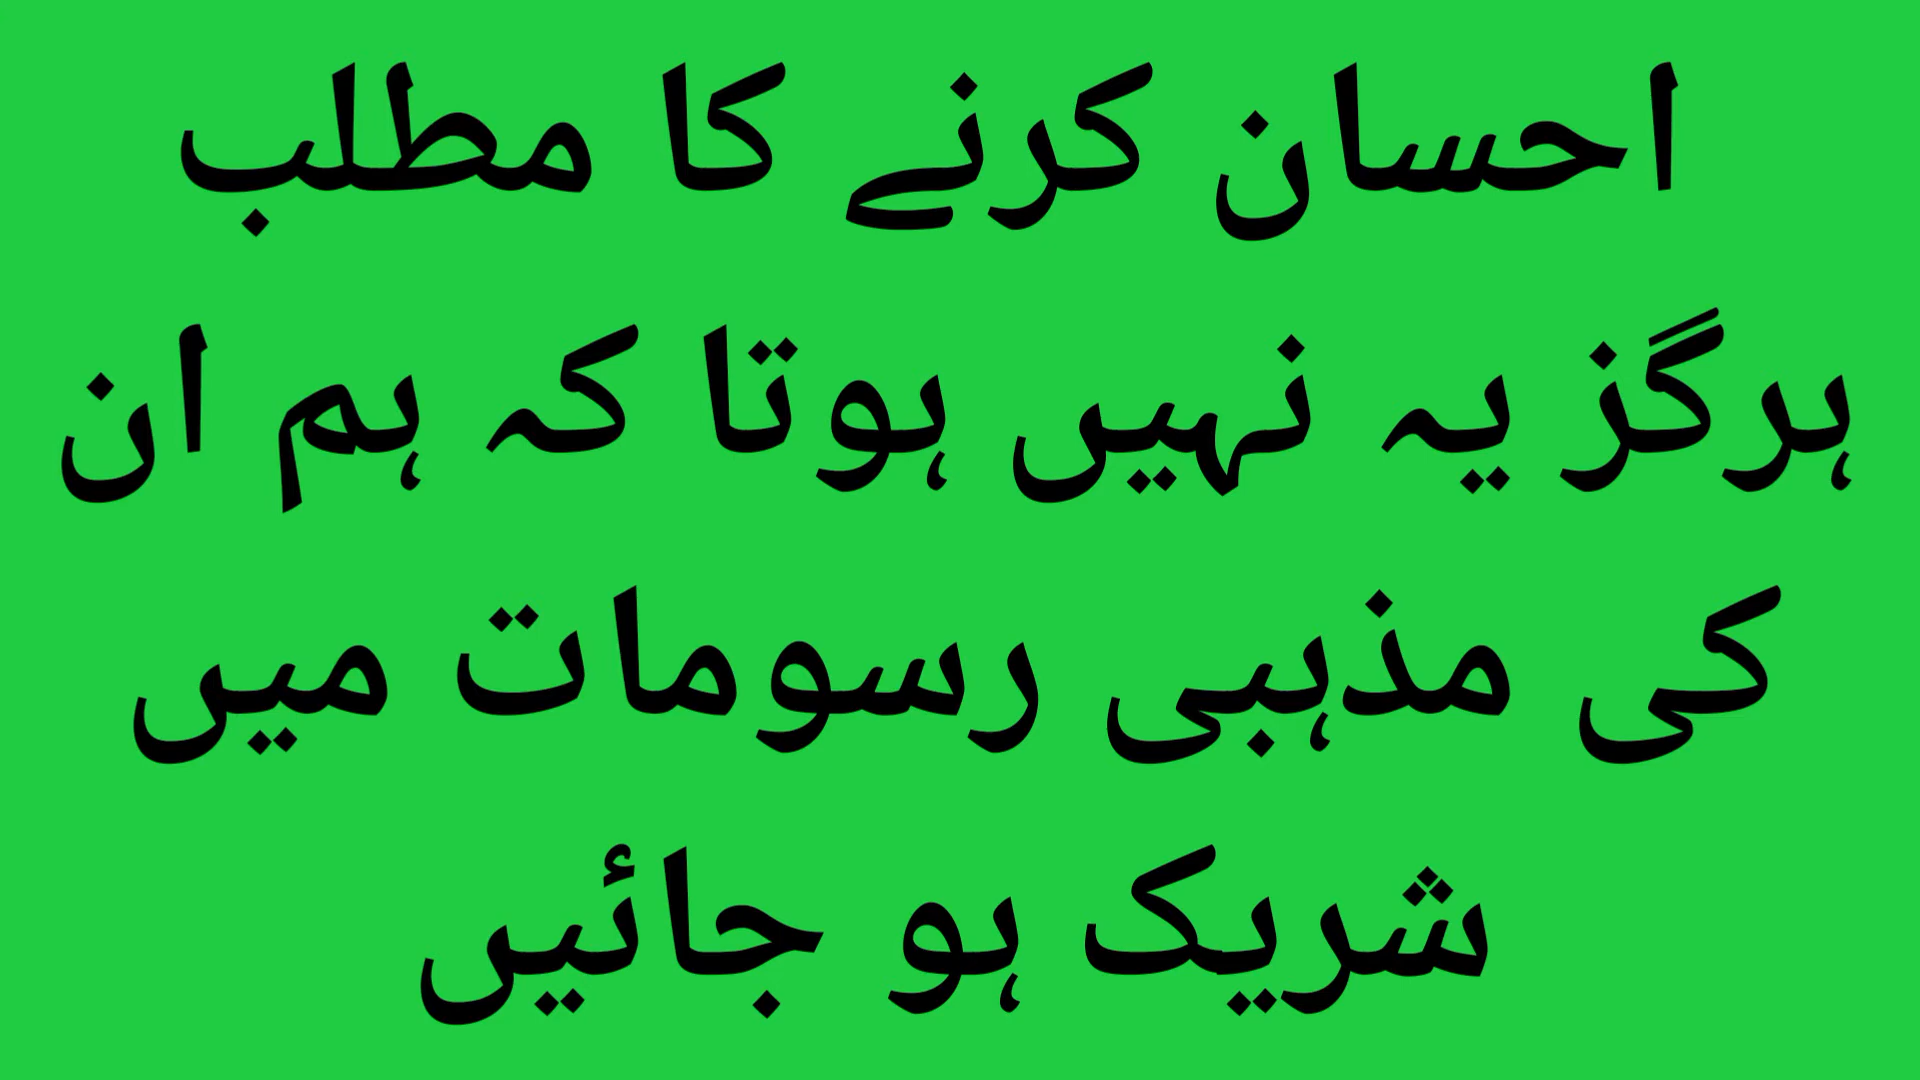 احسان کرنے کا مطلب
ہرگز یہ نہیں ہوتا کہ ہم ان
کی مذہبی رسومات میں
شریک ہو جائیں